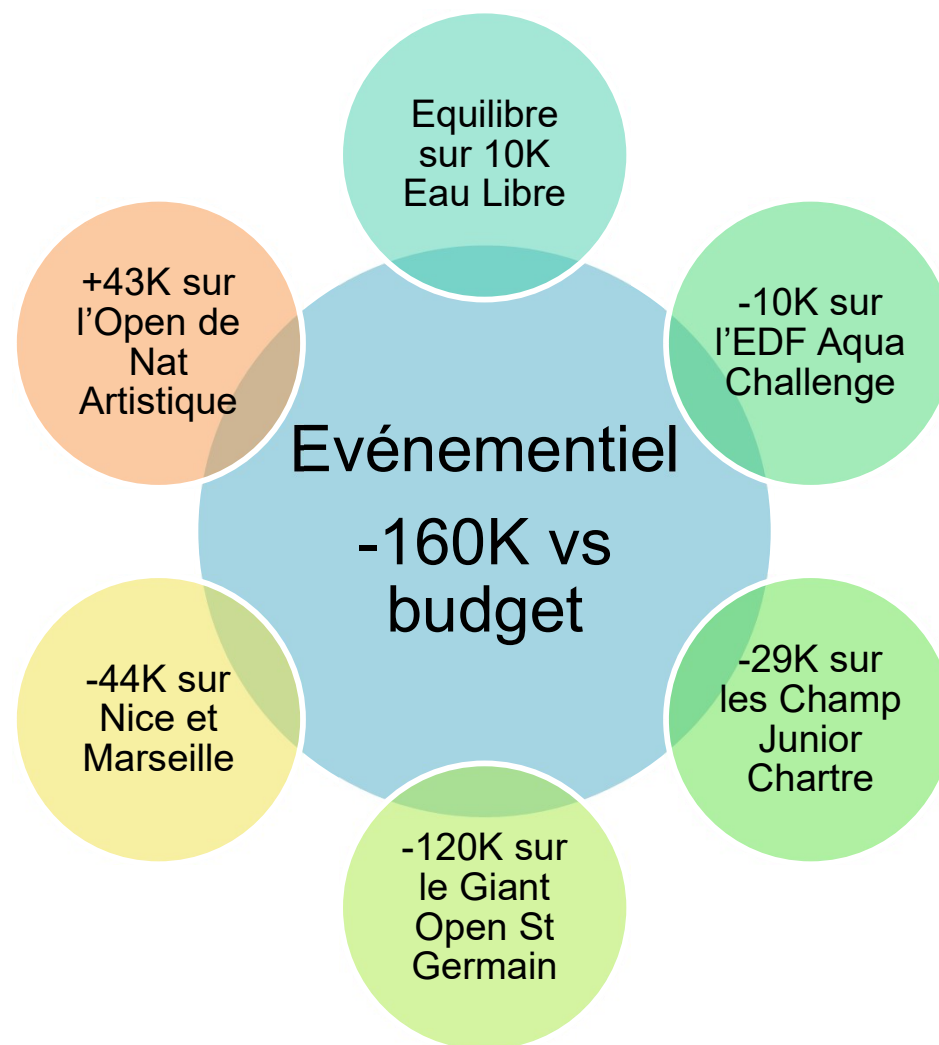 Equilibre
sur 10K
Eau Libre
-10K sur
l'EDF Aqua
Challenge
-29K sur
les Champ
Junior
Chartre
-120K sur
le Giant
Open St
Germain
-44K sur
Nice et
Marseille
+43K sur
l'Open de
Nat
Artistique
Evénementiel
-160K vs
budget